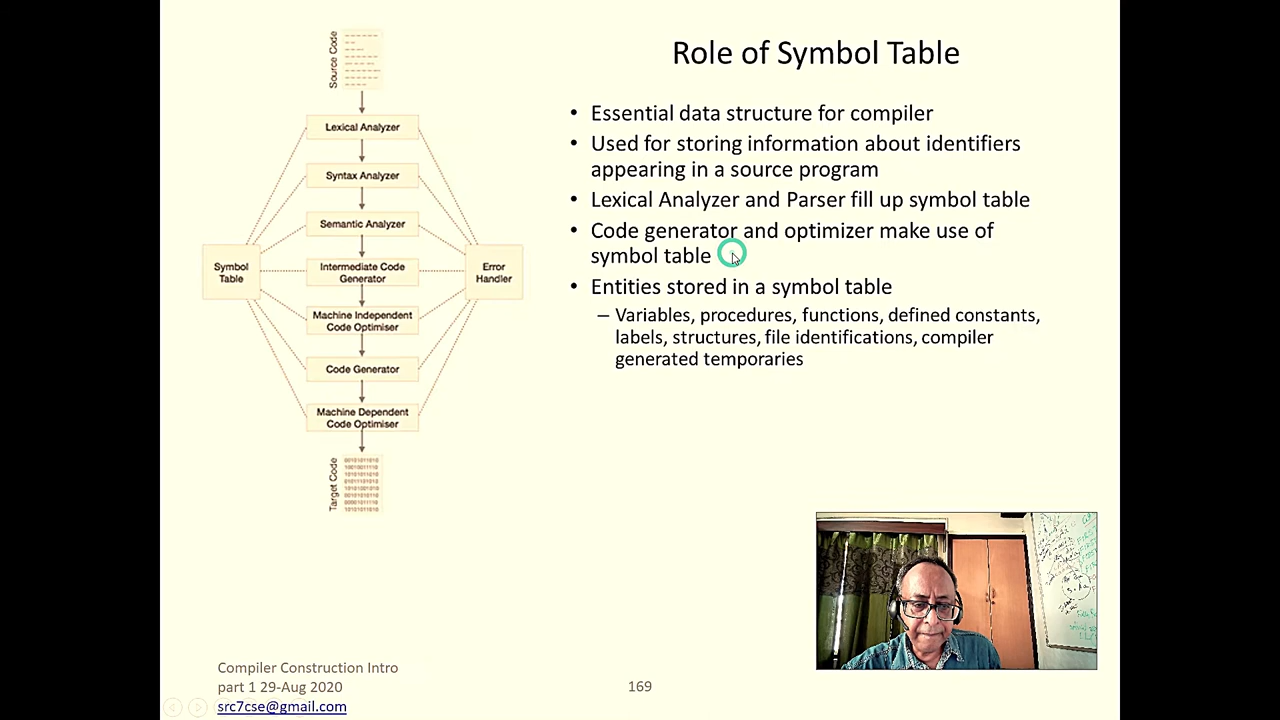 Role of Symbol Table
• Essential data structure for compiler
• Used for storing information about identifiers
appearing in a source program
• Lexical Analyzer and Parser fill up symbol table
• Code generator and optimizer make use of
symbol table
• Entities stored in a symbol table
– Variables, procedures, functions, defined constants,
labels, structures, file identifications, compiler
generated temporaries
Source Code
Lexical Analyzer
Syntax Analyzer
Semantic Analyzer
Symbol
Table
Intermediate Code
Generator
Error
Handler
Machine Independent
Code Optimiser
Code Generator
Machine Dependent
Code Optimiser
Target Code
Compiler Construction Intro
part 1 29-Aug 2020
src7cse@gmail.com
169